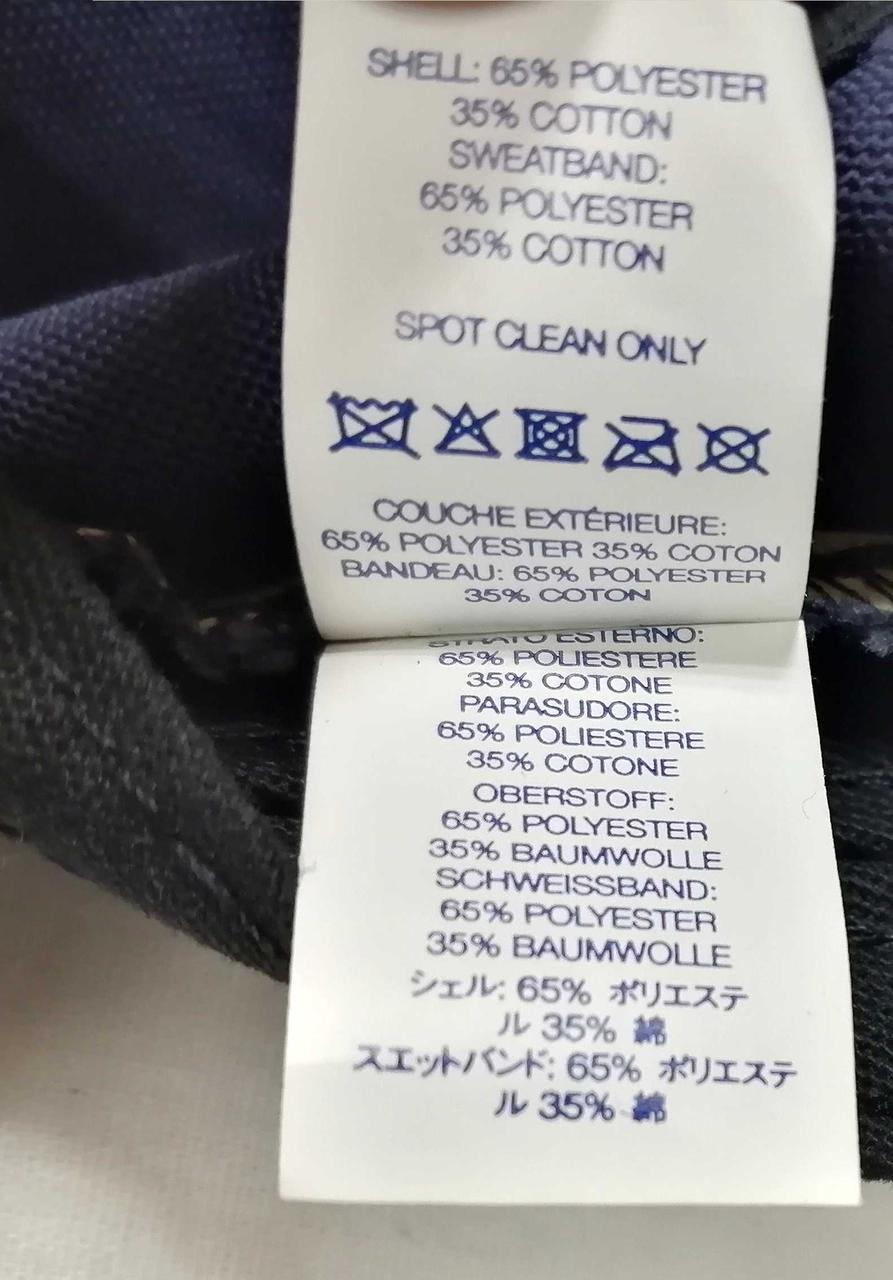 SHELL: 65% POLYESTER
35% COTTON
SWEATBAND:
65% POLYESTER
35% COTTON
SPOT CLEAN ONLY
COUCHE EXTÉRIEURE:
65% POLYESTER 35% COTON
BANDEAU: 65% POLYESTER
35% COTON
STRATO ESTERNO:
65% POLIESTERE
35% COTONE
PARASUDORE:
65% POLIESTERE
35% COTONE
OBERSTOFF:
65% POLYESTER
35% BAUMWOLLE
SCHWEISSBAND:
65% POLYESTER
35% BAUMWOLLE
シェル: 65% ポリエステ
ル 35% 綿
スエットバンド: 65% ポリエステ
ル 35% 綿